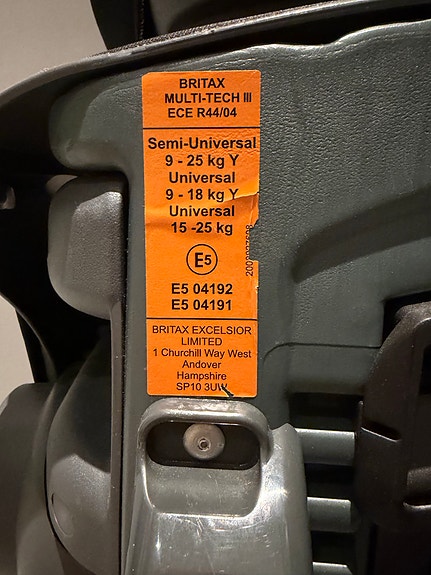 BRITAX
MULTI-TECH III
ECE R44/04
Semi-Universal
9 - 25 kg Y
Universal
9 - 18 kg Y
Universal
15 -25 kg
E5
E5 04192
E5 04191
BRITAX EXCELSIOR
LIMITED
1 Churchill Way West
Andover
Hampshire
SP10 3UW